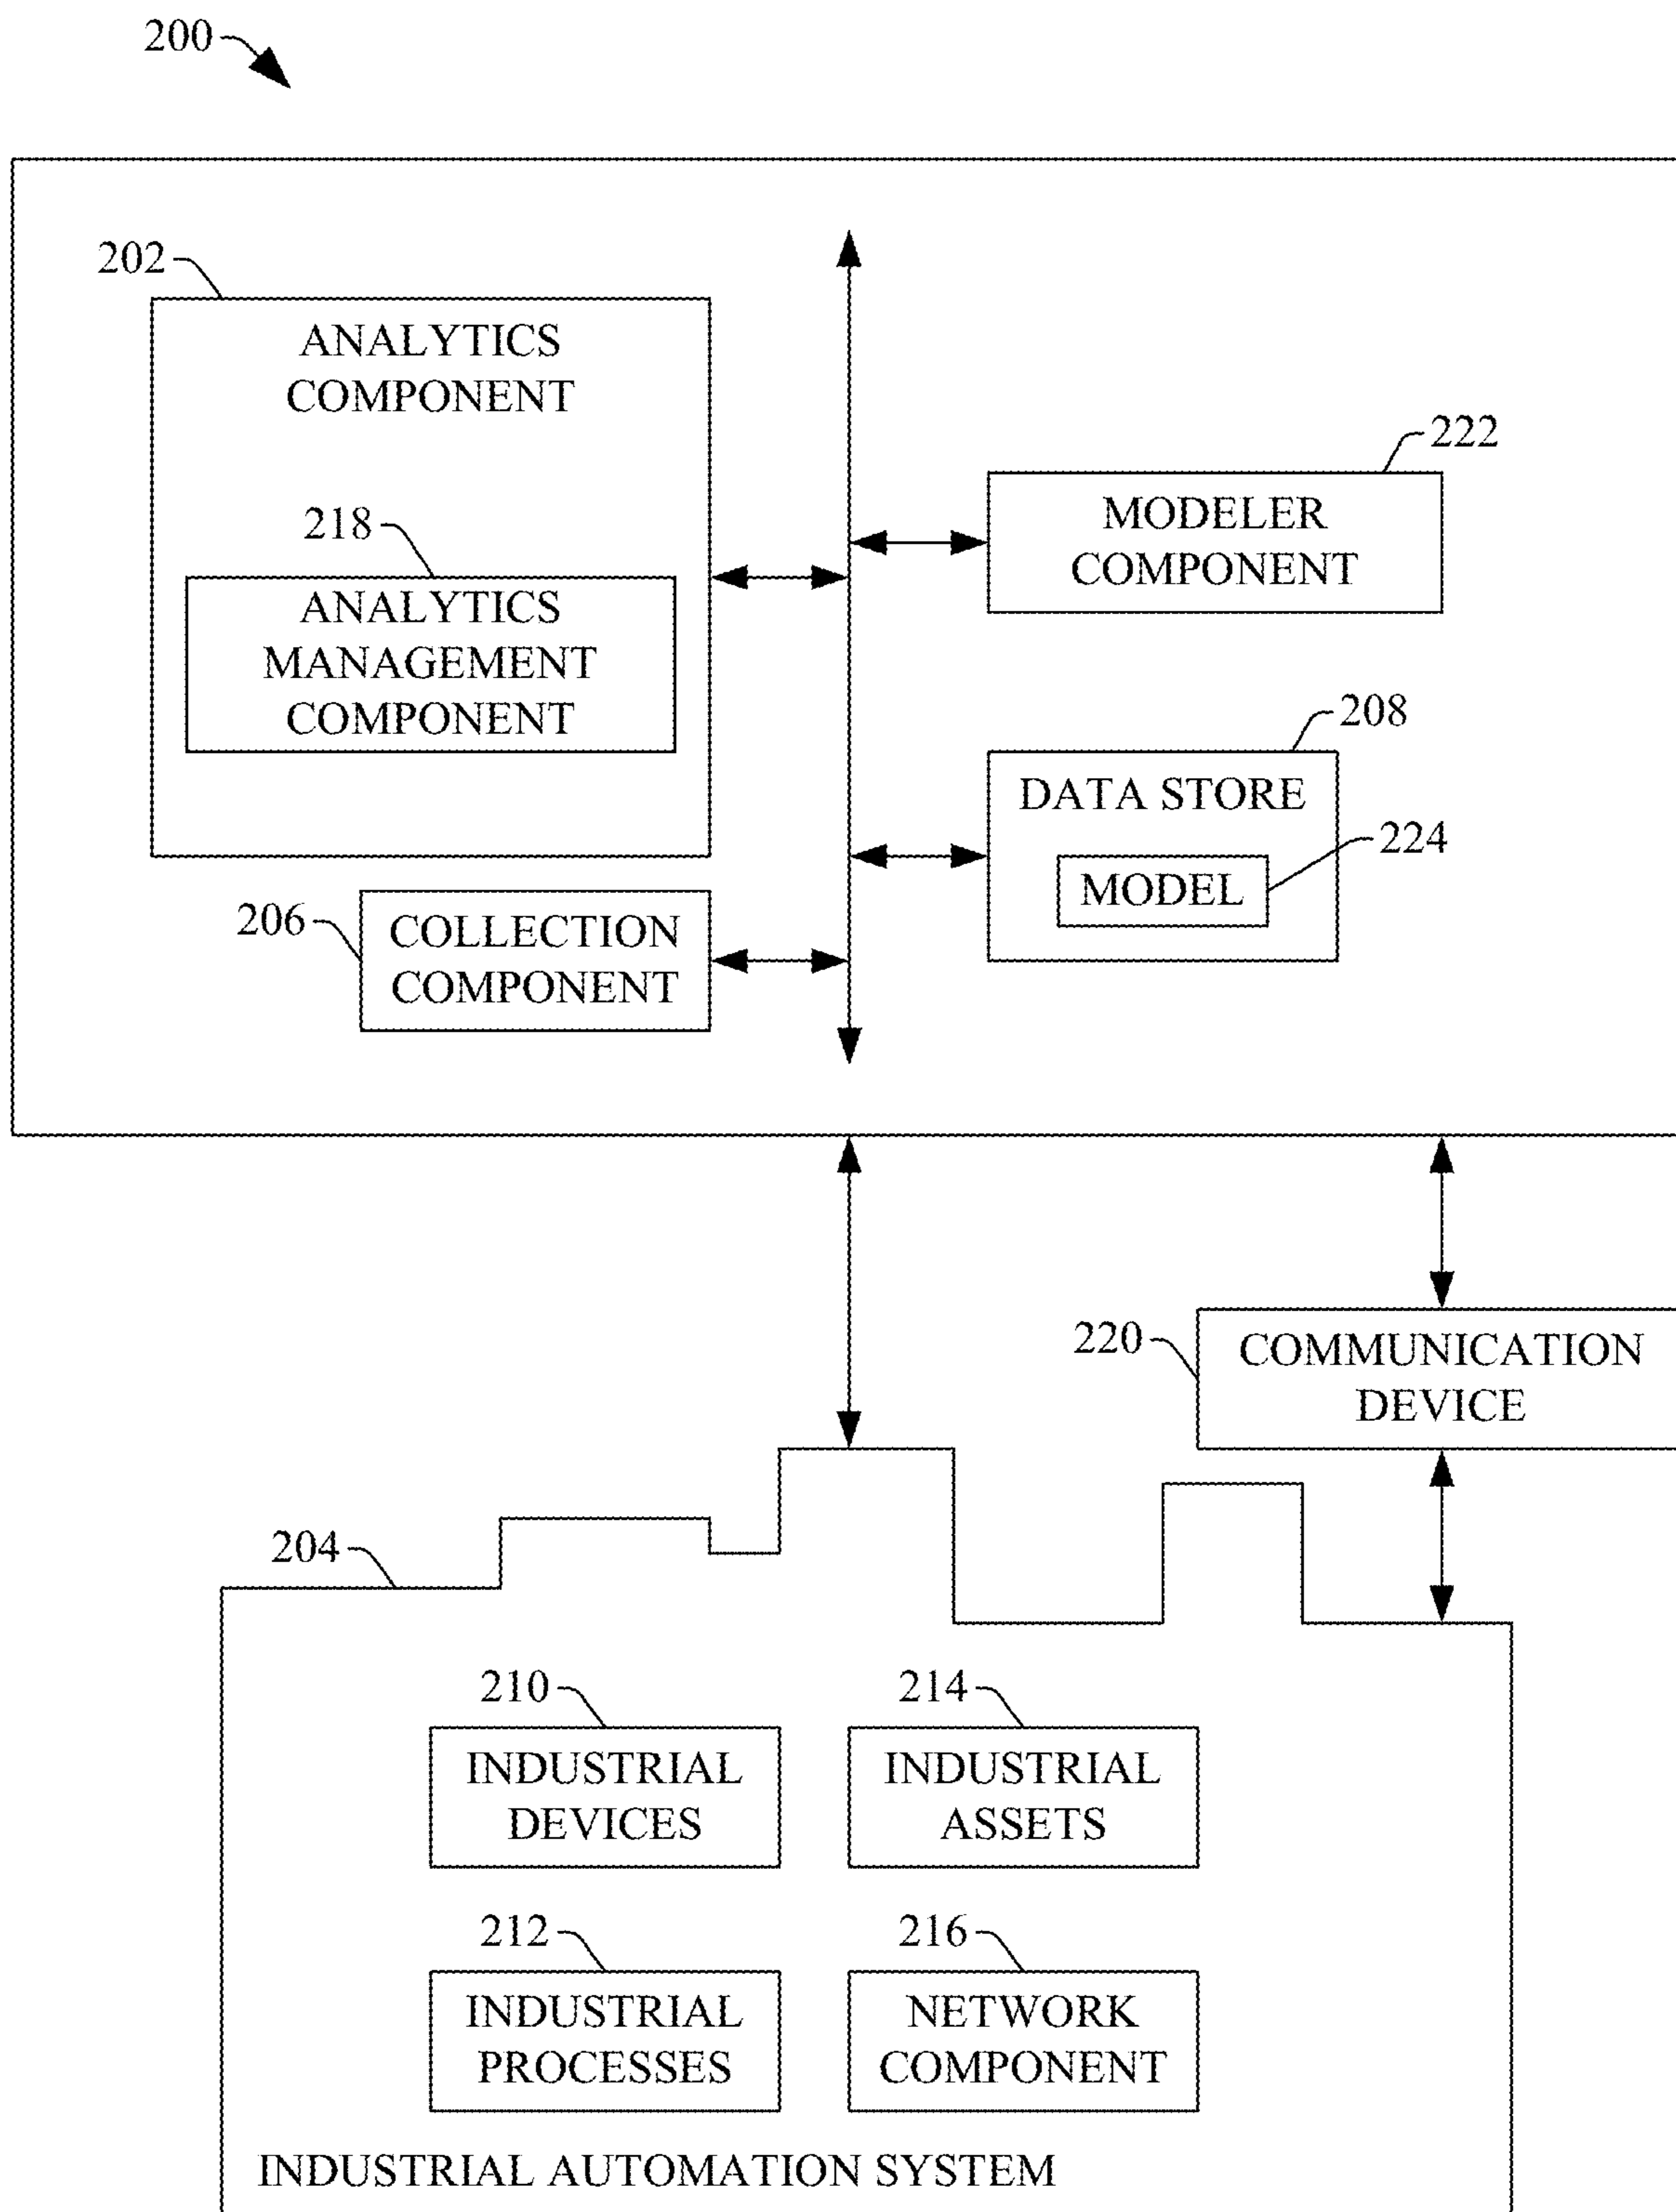 200
202
ANALYTICS
COMPONENT
218
ANALYTICS
MANAGEMENT
COMPONENT
222
MODELER
COMPONENT
208
DATA STORE
224
MODEL
206
COLLECTION
COMPONENT
220
COMMUNICATION
DEVICE
204
210
INDUSTRIAL
DEVICES
214
INDUSTRIAL
ASSETS
212
INDUSTRIAL
PROCESSES
216
NETWORK
COMPONENT
INDUSTRIAL AUTOMATION SYSTEM